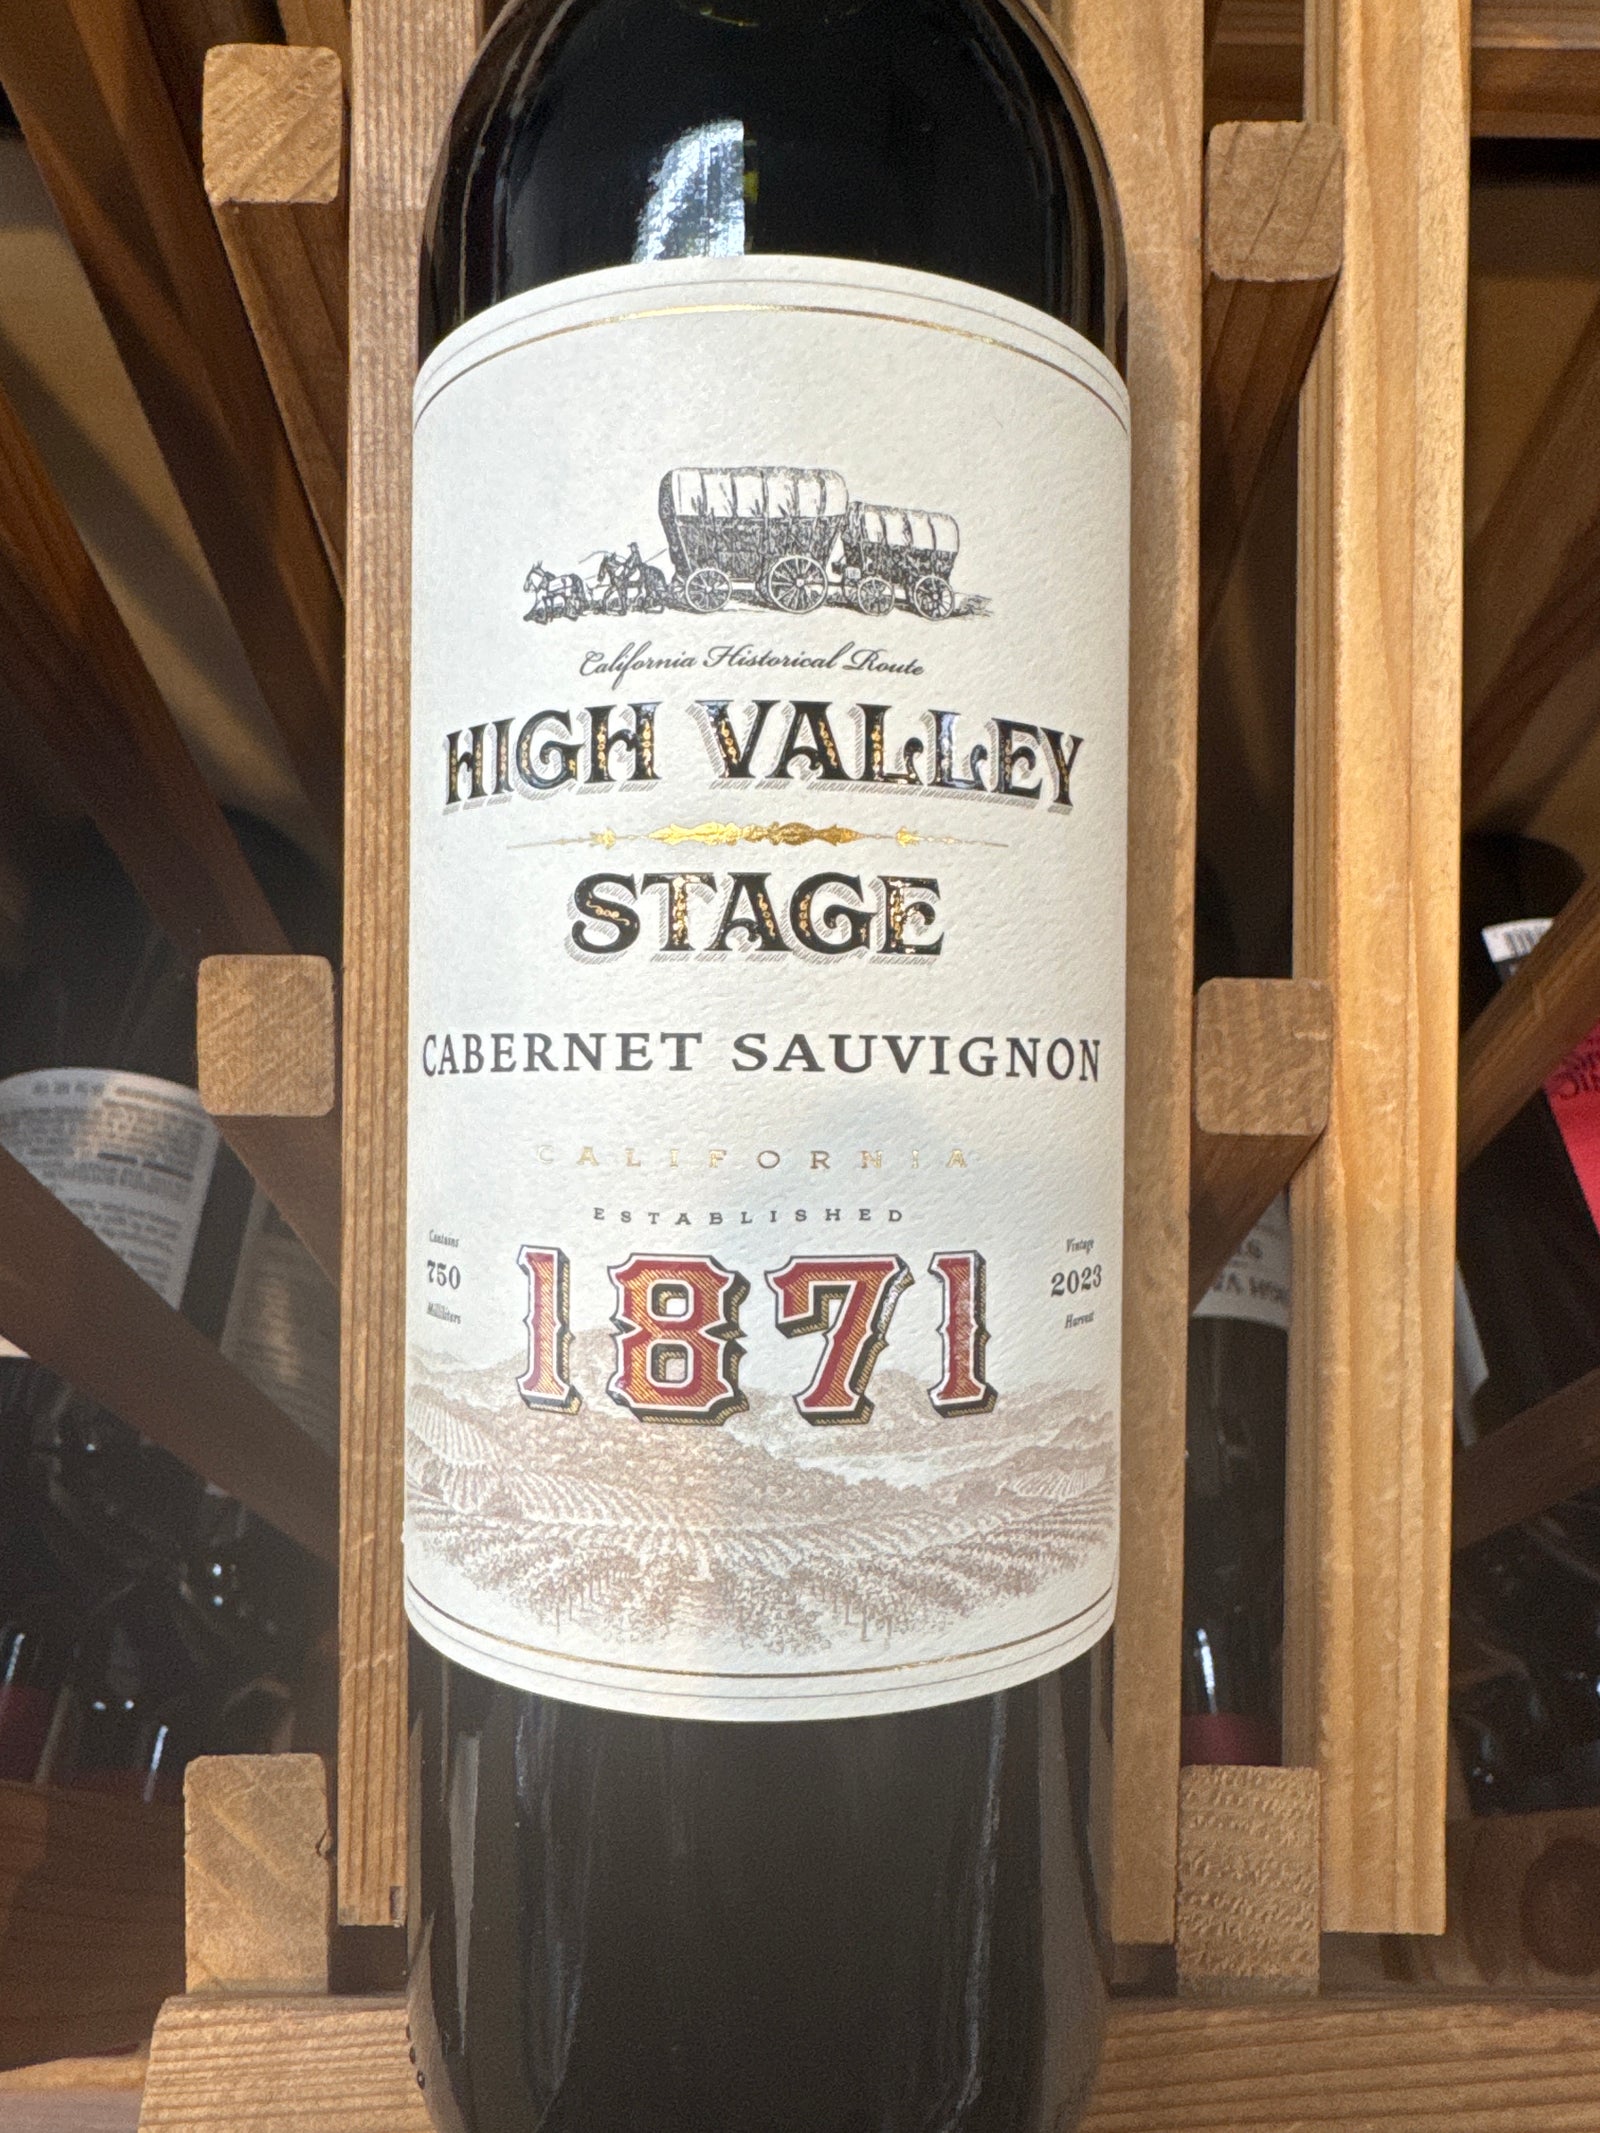 California Historical Route
HIGH VALLEY
STAGE
CABERNET SAUVIGNON
CALIFORNIA
ESTABLISHED
1871
Contains
750
Milliliters
Vintage
2023
Harvest